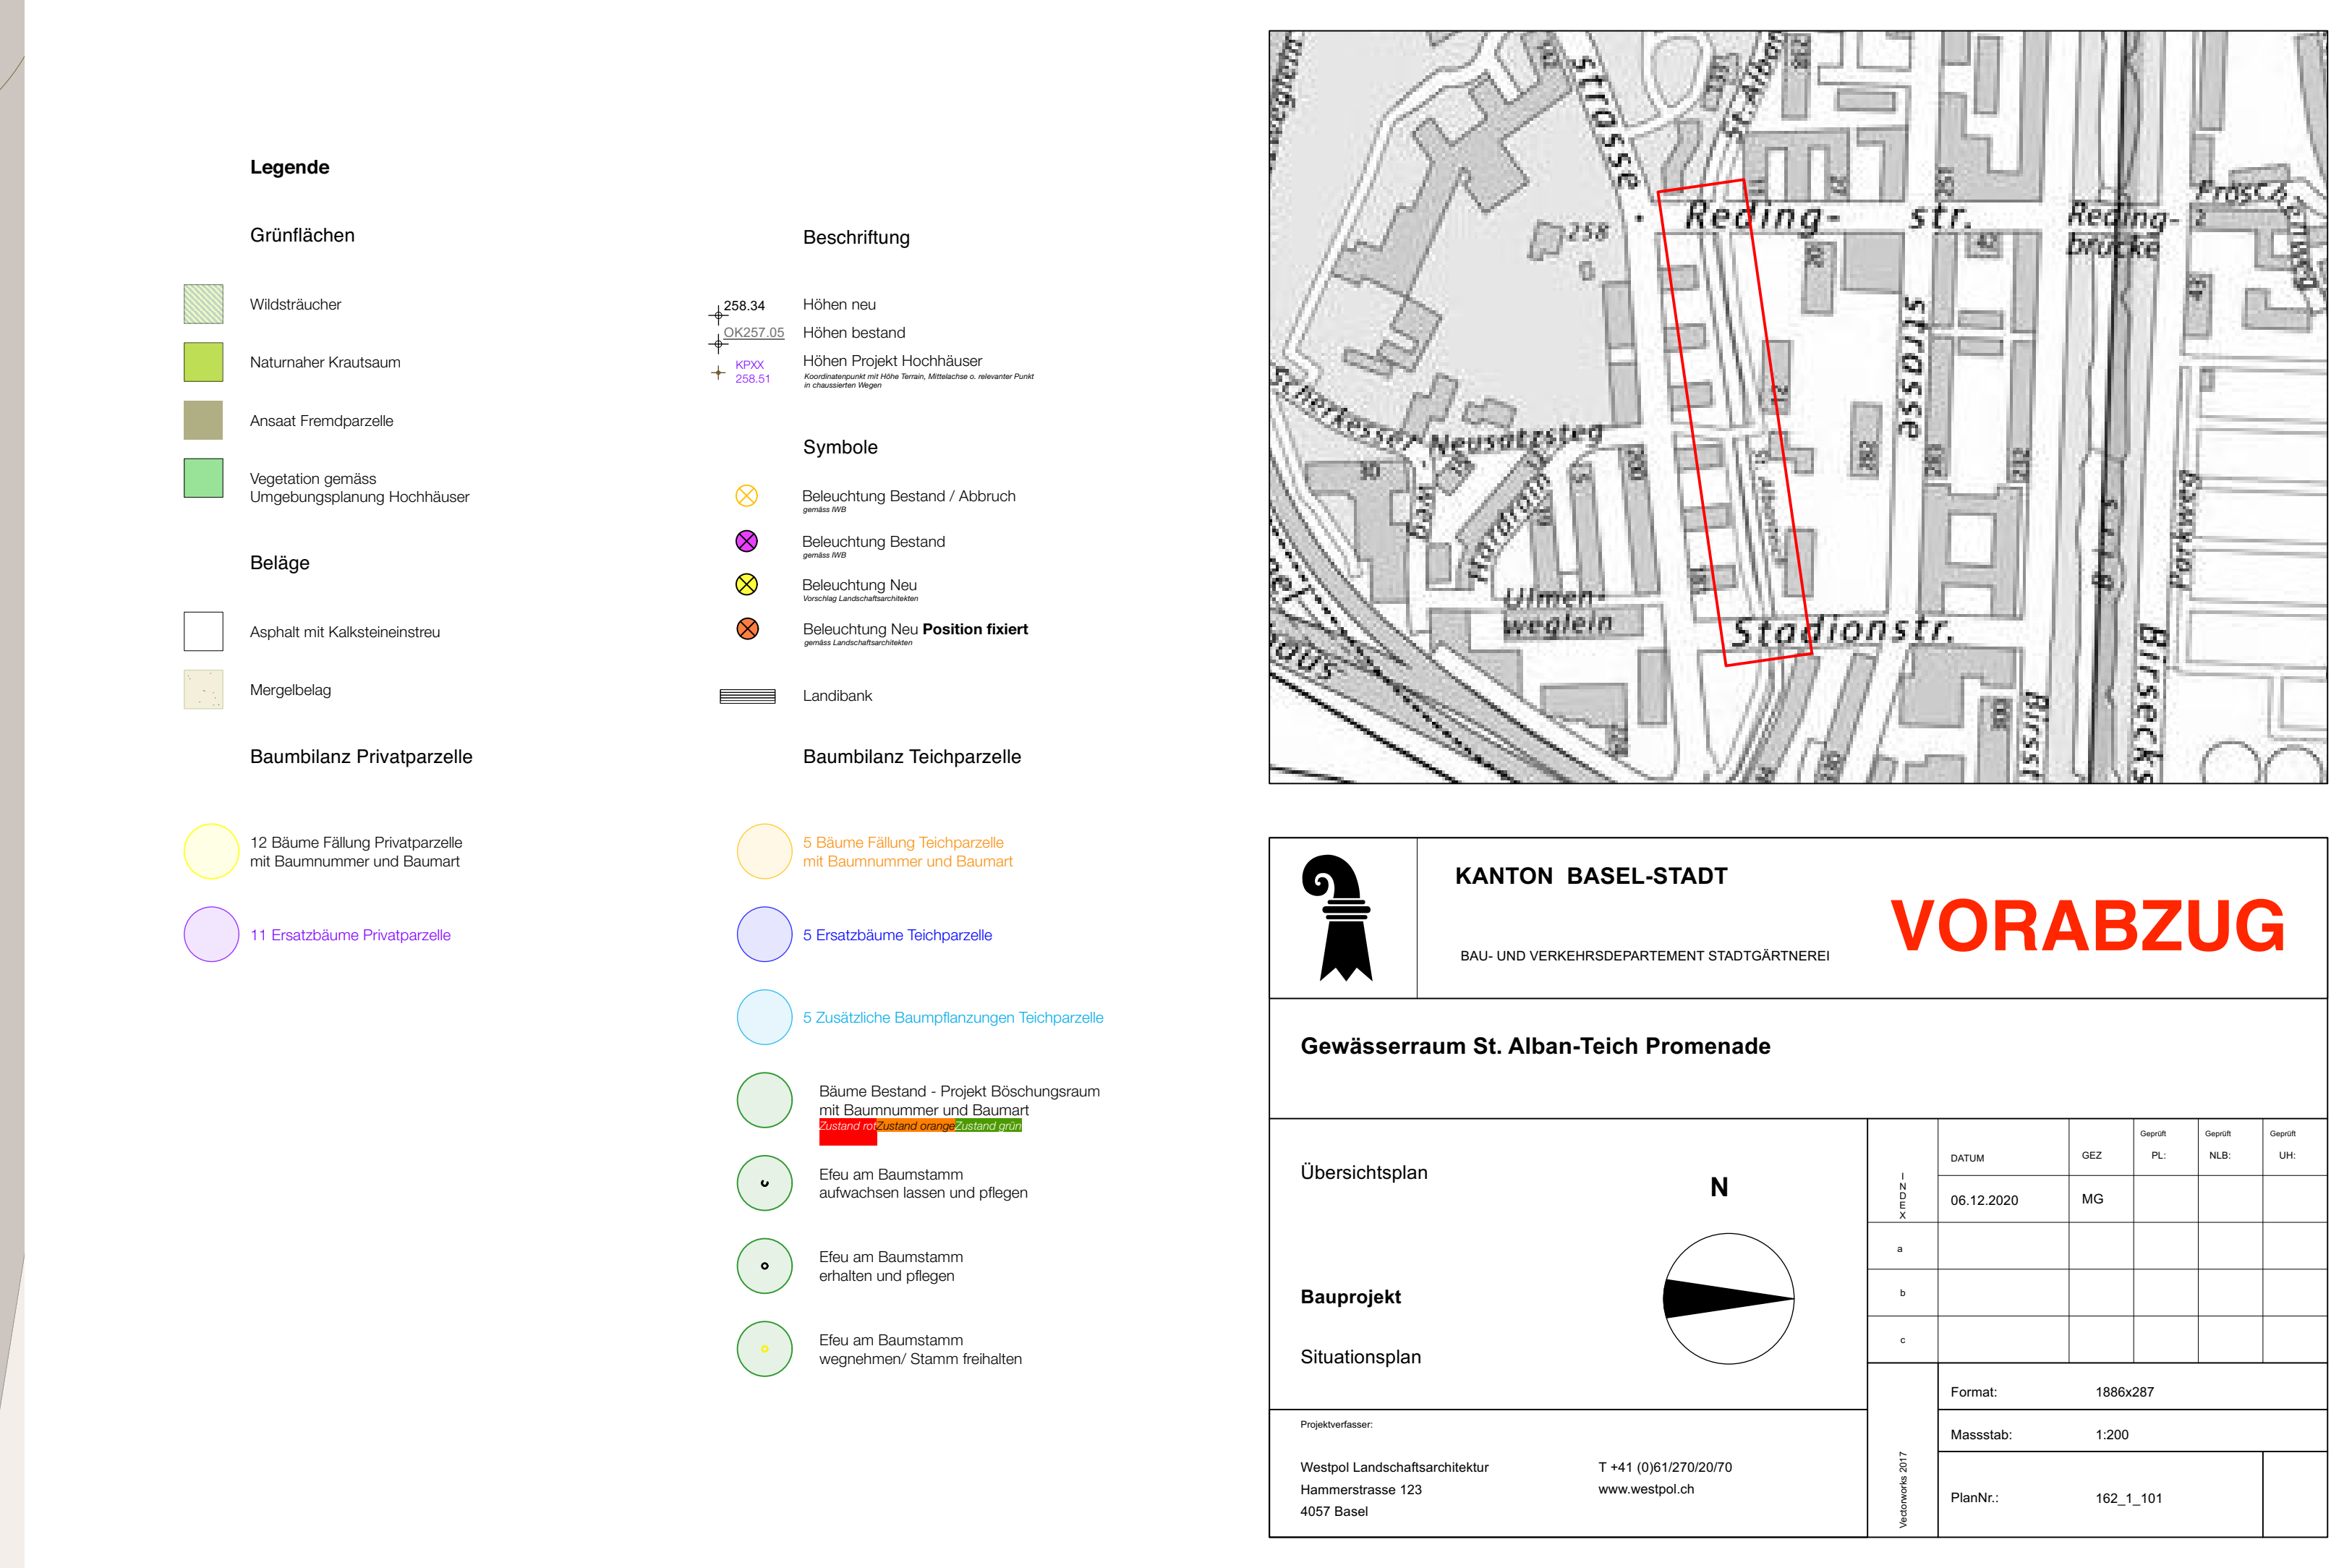 Legende
Grünflächen
Wildsträucher
Naturnaher Krautsaum
Ansaat Fremdparzelle
Vegetation gemäss
Umgebungsplanung Hochhäuser
Beläge
Asphalt mit Kalksteineinstreu
Mergelbelag
Baumbilanz Privatparzelle
12 Bäume Fällung Privatparzelle
mit Baumnummer und Baumart
11 Ersatzbäume Privatparzelle
Beschriftung
258.34
Höhen neu
OK257.05
Höhen bestand
KPXX
258.51
Höhen Projekt Hochhäuser
Koordinatenpunkt mit Höhe Terrain, Mittelachse o. relevanter Punkt
in chaussierten Wegen
Symbole
Beleuchtung Bestand / Abbruch
gemäss IWB
Beleuchtung Bestand
gemäss IWB
Beleuchtung Neu
Vorschlag Landschaftsarchitekten
Beleuchtung Neu Position fixiert
gemäss Landschaftsarchitekten
Landibank
Baumbilanz Teichparzelle
5 Bäume Fällung Teichparzelle
mit Baumnummer und Baumart
5 Ersatzbäume Teichparzelle
5 Zusätzliche Baumpflanzungen Teichparzelle
Bäume Bestand - Projekt Böschungsraum
mit Baumnummer und Baumart
Zustand rot Zustand orange Zustand grün
Efeu am Baumstamm
aufwachsen lassen und pflegen
Efeu am Baumstamm
erhalten und pflegen
Efeu am Baumstamm
wegnehmen/ Stamm freihalten
strasse
St. Alban
Reding- str.
Reding-
brücke
258
strasse
Scherkesser
Neusatzsteg
30
Hardrain
Ulmen-
weglein
Stadionstr.
Birs
Parkweg
Birsstr
Birseck
KANTON BASEL-STADT
BAU- UND VERKEHRSDEPARTEMENT STADTGÄRTNEREI
VORABZUG
Gewässerraum St. Alban-Teich Promenade
Übersichtsplan
N
Bauprojekt
Situationsplan
INDEX
DATUM
GEZ
Geprüft
PL:
Geprüft
NLB:
Geprüft
UH:
06.12.2020
MG
a
b
c
Format: 1886x287
Massstab: 1:200
PlanNr.: 162_1_101
Vectorworks 2017
Projektverfasser:
Westpol Landschaftsarchitektur
Hammerstrasse 123
4057 Basel
T +41 (0)61/270/20/70
www.westpol.ch